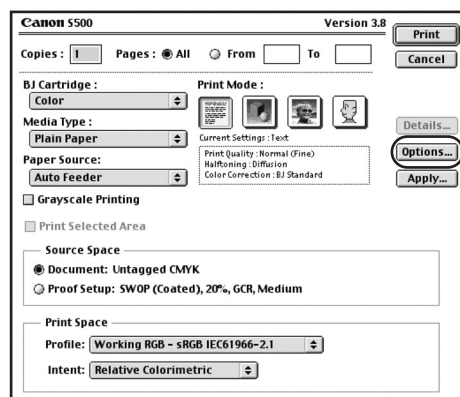 Canon S500 Version 3.8
Print
Copies: 1 Pages: All From To
Cancel
BJ Cartridge:
Color
Print Mode:
Media Type:
Plain Paper
Current Settings: Text
Details...
Print Quality: Normal (Fine)
Halftoning: Diffusion
Color Correction: BJ Standard
Options...
Paper Source:
Auto Feeder
Apply...
Grayscale Printing
Print Selected Area
Source Space
Document: Untagged CMYK
Proof Setup: SWOP (Coated), 20%, GCR, Medium
Print Space
Profile: Working RGB - sRGB IEC61966-2.1
Intent: Relative Colorimetric